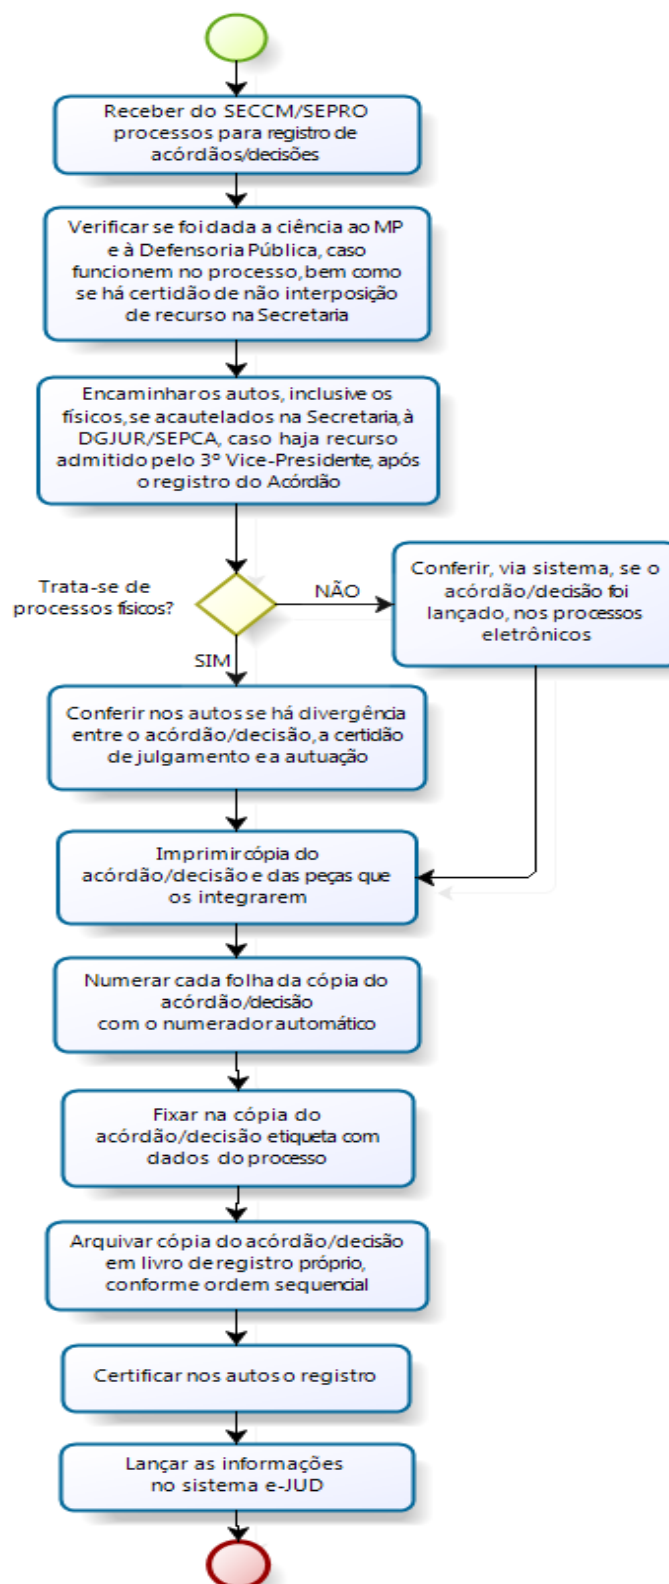 Receber do SECCM/SEPRO
processos para registro de
acórdãos/decisões
Verificar se foi dada a ciência ao MP
e à Defensoria Pública, caso
funcionem no processo, bem como
se há certidão de não interposição
de recurso na Secretaria
Encaminhar os autos, inclusive os
físicos, se acautelados na Secretaria, à
DGJUR/SEPCA, caso haja recurso
admitido pelo 3º Vice-Presidente, após
o registro do Acórdão
Trata-se de
processos físicos?
NÃO
Conferir, via sistema, se o
acórdão/decisão foi
lançado, nos processos
eletrônicos
SIM
Conferir nos autos se há divergência
entre o acórdão/decisão, a certidão
de julgamento e a autuação
Imprimir cópia do
acórdão/decisão e das peças que
os integrarem
Numerar cada folha da cópia do
acórdão/decisão
com o numerador automático
Fixar na cópia do
acórdão/decisão etiqueta com
dados do processo
Arquivar cópia do acórdão/decisão
em livro de registro próprio,
conforme ordem sequencial
Certificar nos autos o registro
Lançar as informações
no sistema e-JUD